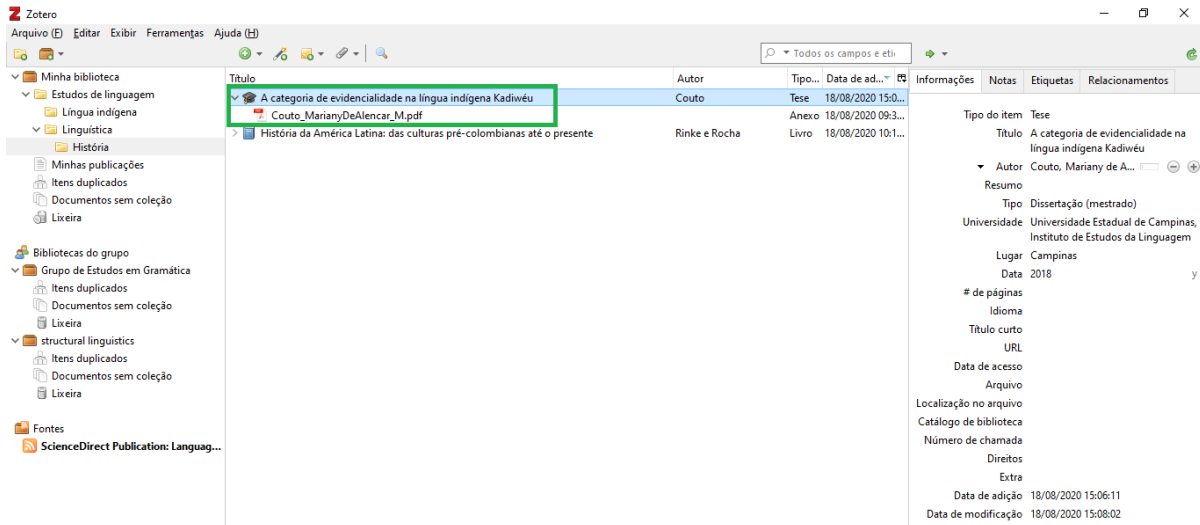 Zotero
Arquivo (F) Editar Exibir Ferramentas Ajuda (H)
Todos os campos e eti
Minha biblioteca
Estudos de linguagem
Língua indígena
Linguística
História
Minhas publicações
Itens duplicados
Documentos sem coleção
Lixeira
Bibliotecas do grupo
Grupo de Estudos em Gramática
Itens duplicados
Documentos sem coleção
Lixeira
structural linguistics
Itens duplicados
Documentos sem coleção
Lixeira
Fontes
ScienceDirect Publication: Languag...
Título Autor Tipo... Data de ad...
A categoria de evidencialidade na língua indígena Kadiwéu Couto Tese 18/08/2020 15:0...
Couto_MarianyDeAlencar_M.pdf Anexo 18/08/2020 09:3...
História da América Latina: das culturas pré-colombianas até o presente Rinke e Rocha Livro 18/08/2020 10:1...
Informações Notas Etiquetas Relacionamentos
Tipo do item Tese
Título A categoria de evidencialidade na
língua indígena Kadiwéu
Autor Couto, Mariany de A...
Resumo
Tipo Dissertação (mestrado)
Universidade Universidade Estadual de Campinas,
Instituto de Estudos da Linguagem
Lugar Campinas
Data 2018 y
# de páginas
Idioma
Título curto
URL
Data de acesso
Arquivo
Localização no arquivo
Catálogo de biblioteca
Número de chamada
Direitos
Extra
Data de adição 18/08/2020 15:06:11
Data de modificação 18/08/2020 15:08:02